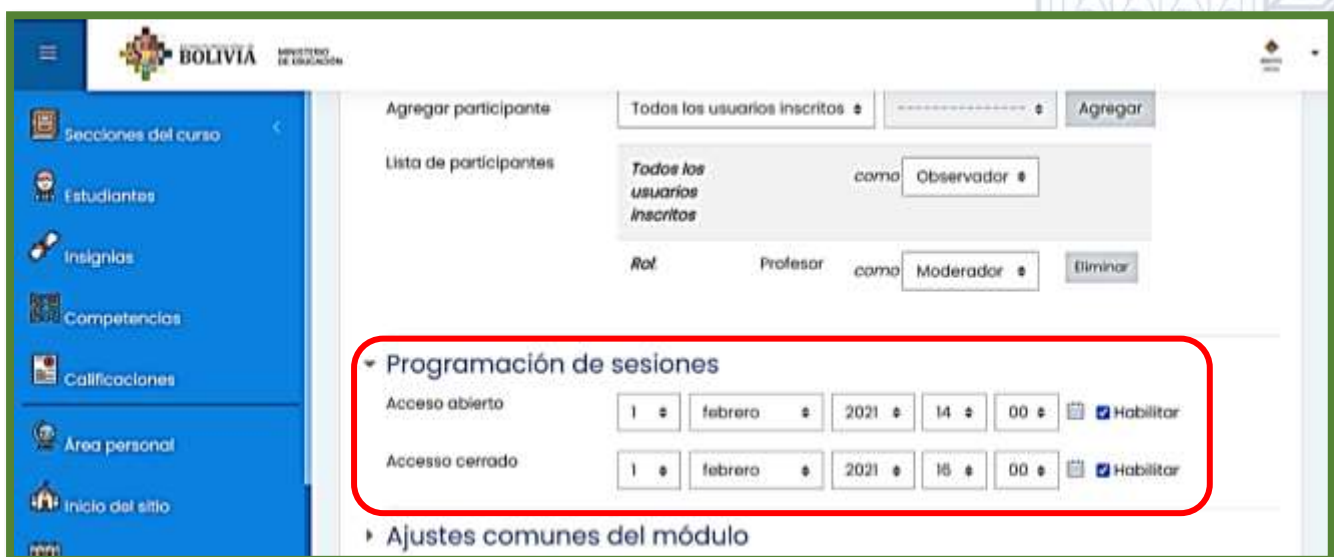 BOLIVIA
MINISTERIO
DE EDUCACIÓN
Secciones del curso
Estudiantes
Insignias
Competencias
Calificaciones
Área personal
Inicio del sitio
Agregar participante Todos los usuarios inscritos Agregar
Lista de participantes Todos los usuarios inscritos como Observador
Rol: Profesor como Moderador Eliminar
Programación de sesiones
Acceso abierto 1 febrero 2021 14 00 Habilitar
Accesso cerrado 1 febrero 2021 16 00 Habilitar
Ajustes comunes del módulo